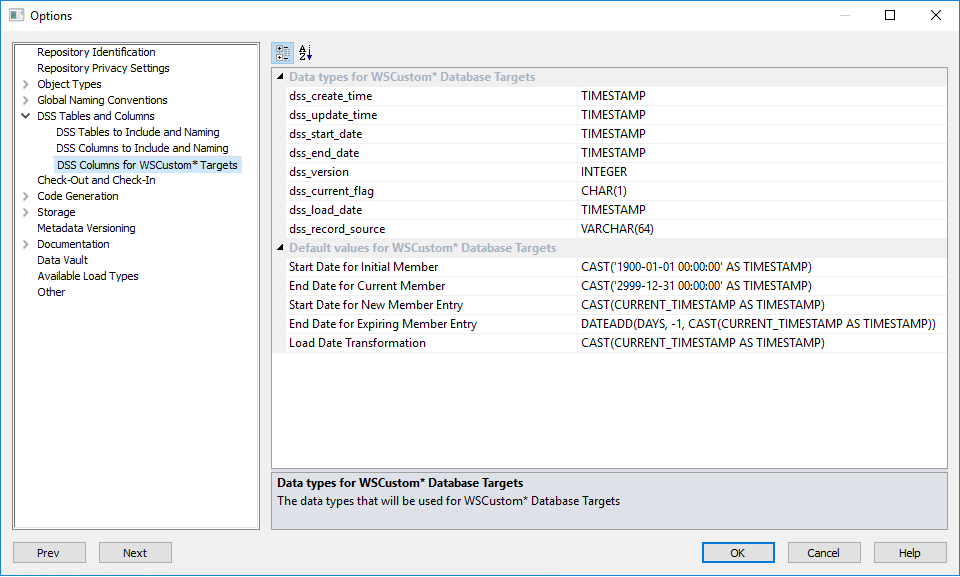 Options
Repository Identification
Repository Privacy Settings
Object Types
Global Naming Conventions
DSS Tables and Columns
DSS Tables to Include and Naming
DSS Columns to Include and Naming
DSS Columns for WSCustom* Targets
Check-Out and Check-In
Code Generation
Storage
Metadata Versioning
Documentation
Data Vault
Available Load Types
Other
Data types for WSCustom* Database Targets
dss_create_time TIMESTAMP
dss_update_time TIMESTAMP
dss_start_date TIMESTAMP
dss_end_date TIMESTAMP
dss_version INTEGER
dss_current_flag CHAR(1)
dss_load_date TIMESTAMP
dss_record_source VARCHAR(64)
Default values for WSCustom* Database Targets
Start Date for Initial Member CAST('1900-01-01 00:00:00' AS TIMESTAMP)
End Date for Current Member CAST('2999-12-31 00:00:00' AS TIMESTAMP)
Start Date for New Member Entry CAST(CURRENT_TIMESTAMP AS TIMESTAMP)
End Date for Expiring Member Entry DATEADD(DAYS, -1, CAST(CURRENT_TIMESTAMP AS TIMESTAMP))
Load Date Transformation CAST(CURRENT_TIMESTAMP AS TIMESTAMP)
Data types for WSCustom* Database Targets
The data types that will be used for WSCustom* Database Targets
Prev Next OK Cancel Help